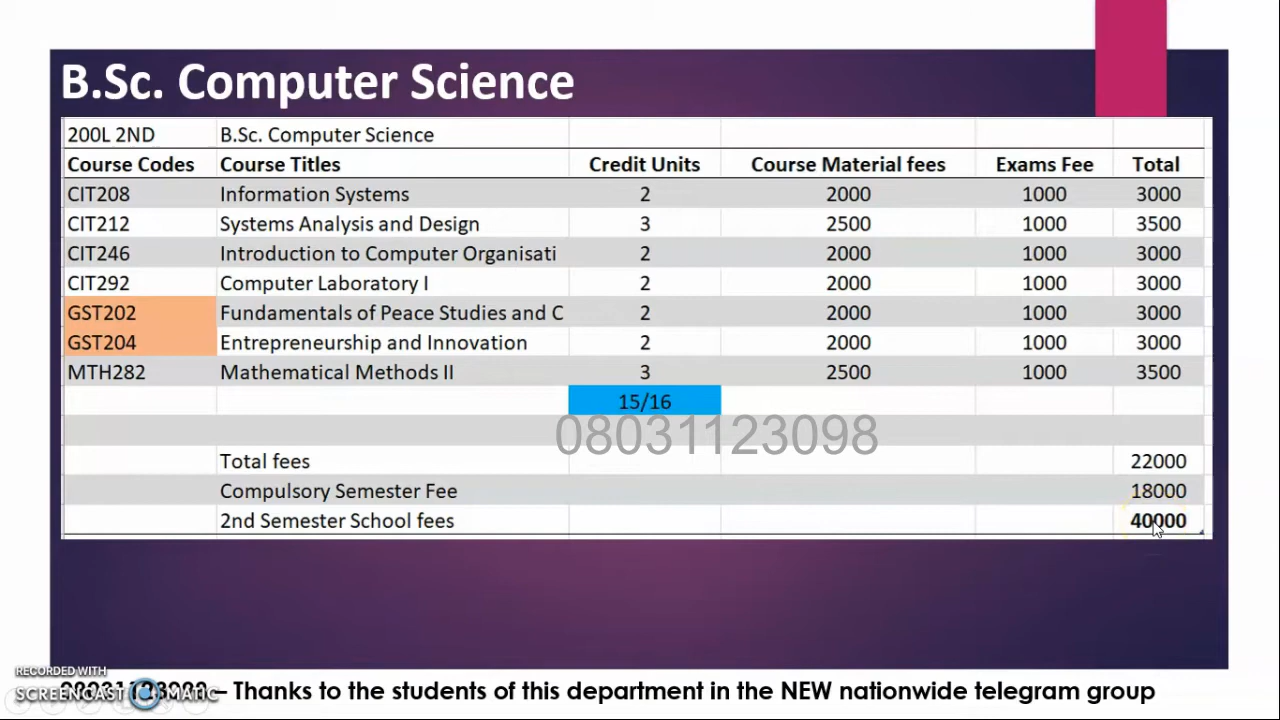 B.Sc. Computer Science
200L 2ND B.Sc. Computer Science
Course Codes Course Titles Credit Units Course Material fees Exams Fee Total
CIT208 Information Systems 2 2000 1000 3000
CIT212 Systems Analysis and Design 3 2500 1000 3500
CIT246 Introduction to Computer Organisati 2 2000 1000 3000
CIT292 Computer Laboratory I 2 2000 1000 3000
GST202 Fundamentals of Peace Studies and C 2 2000 1000 3000
GST204 Entrepreneurship and Innovation 2 2000 1000 3000
MTH282 Mathematical Methods II 3 2500 1000 3500
15/16
08031123098
Total fees 22000
Compulsory Semester Fee 18000
2nd Semester School fees 40000
RECORDED WITH
SCREENCAST MATIC
– Thanks to the students of this department in the NEW nationwide telegram group